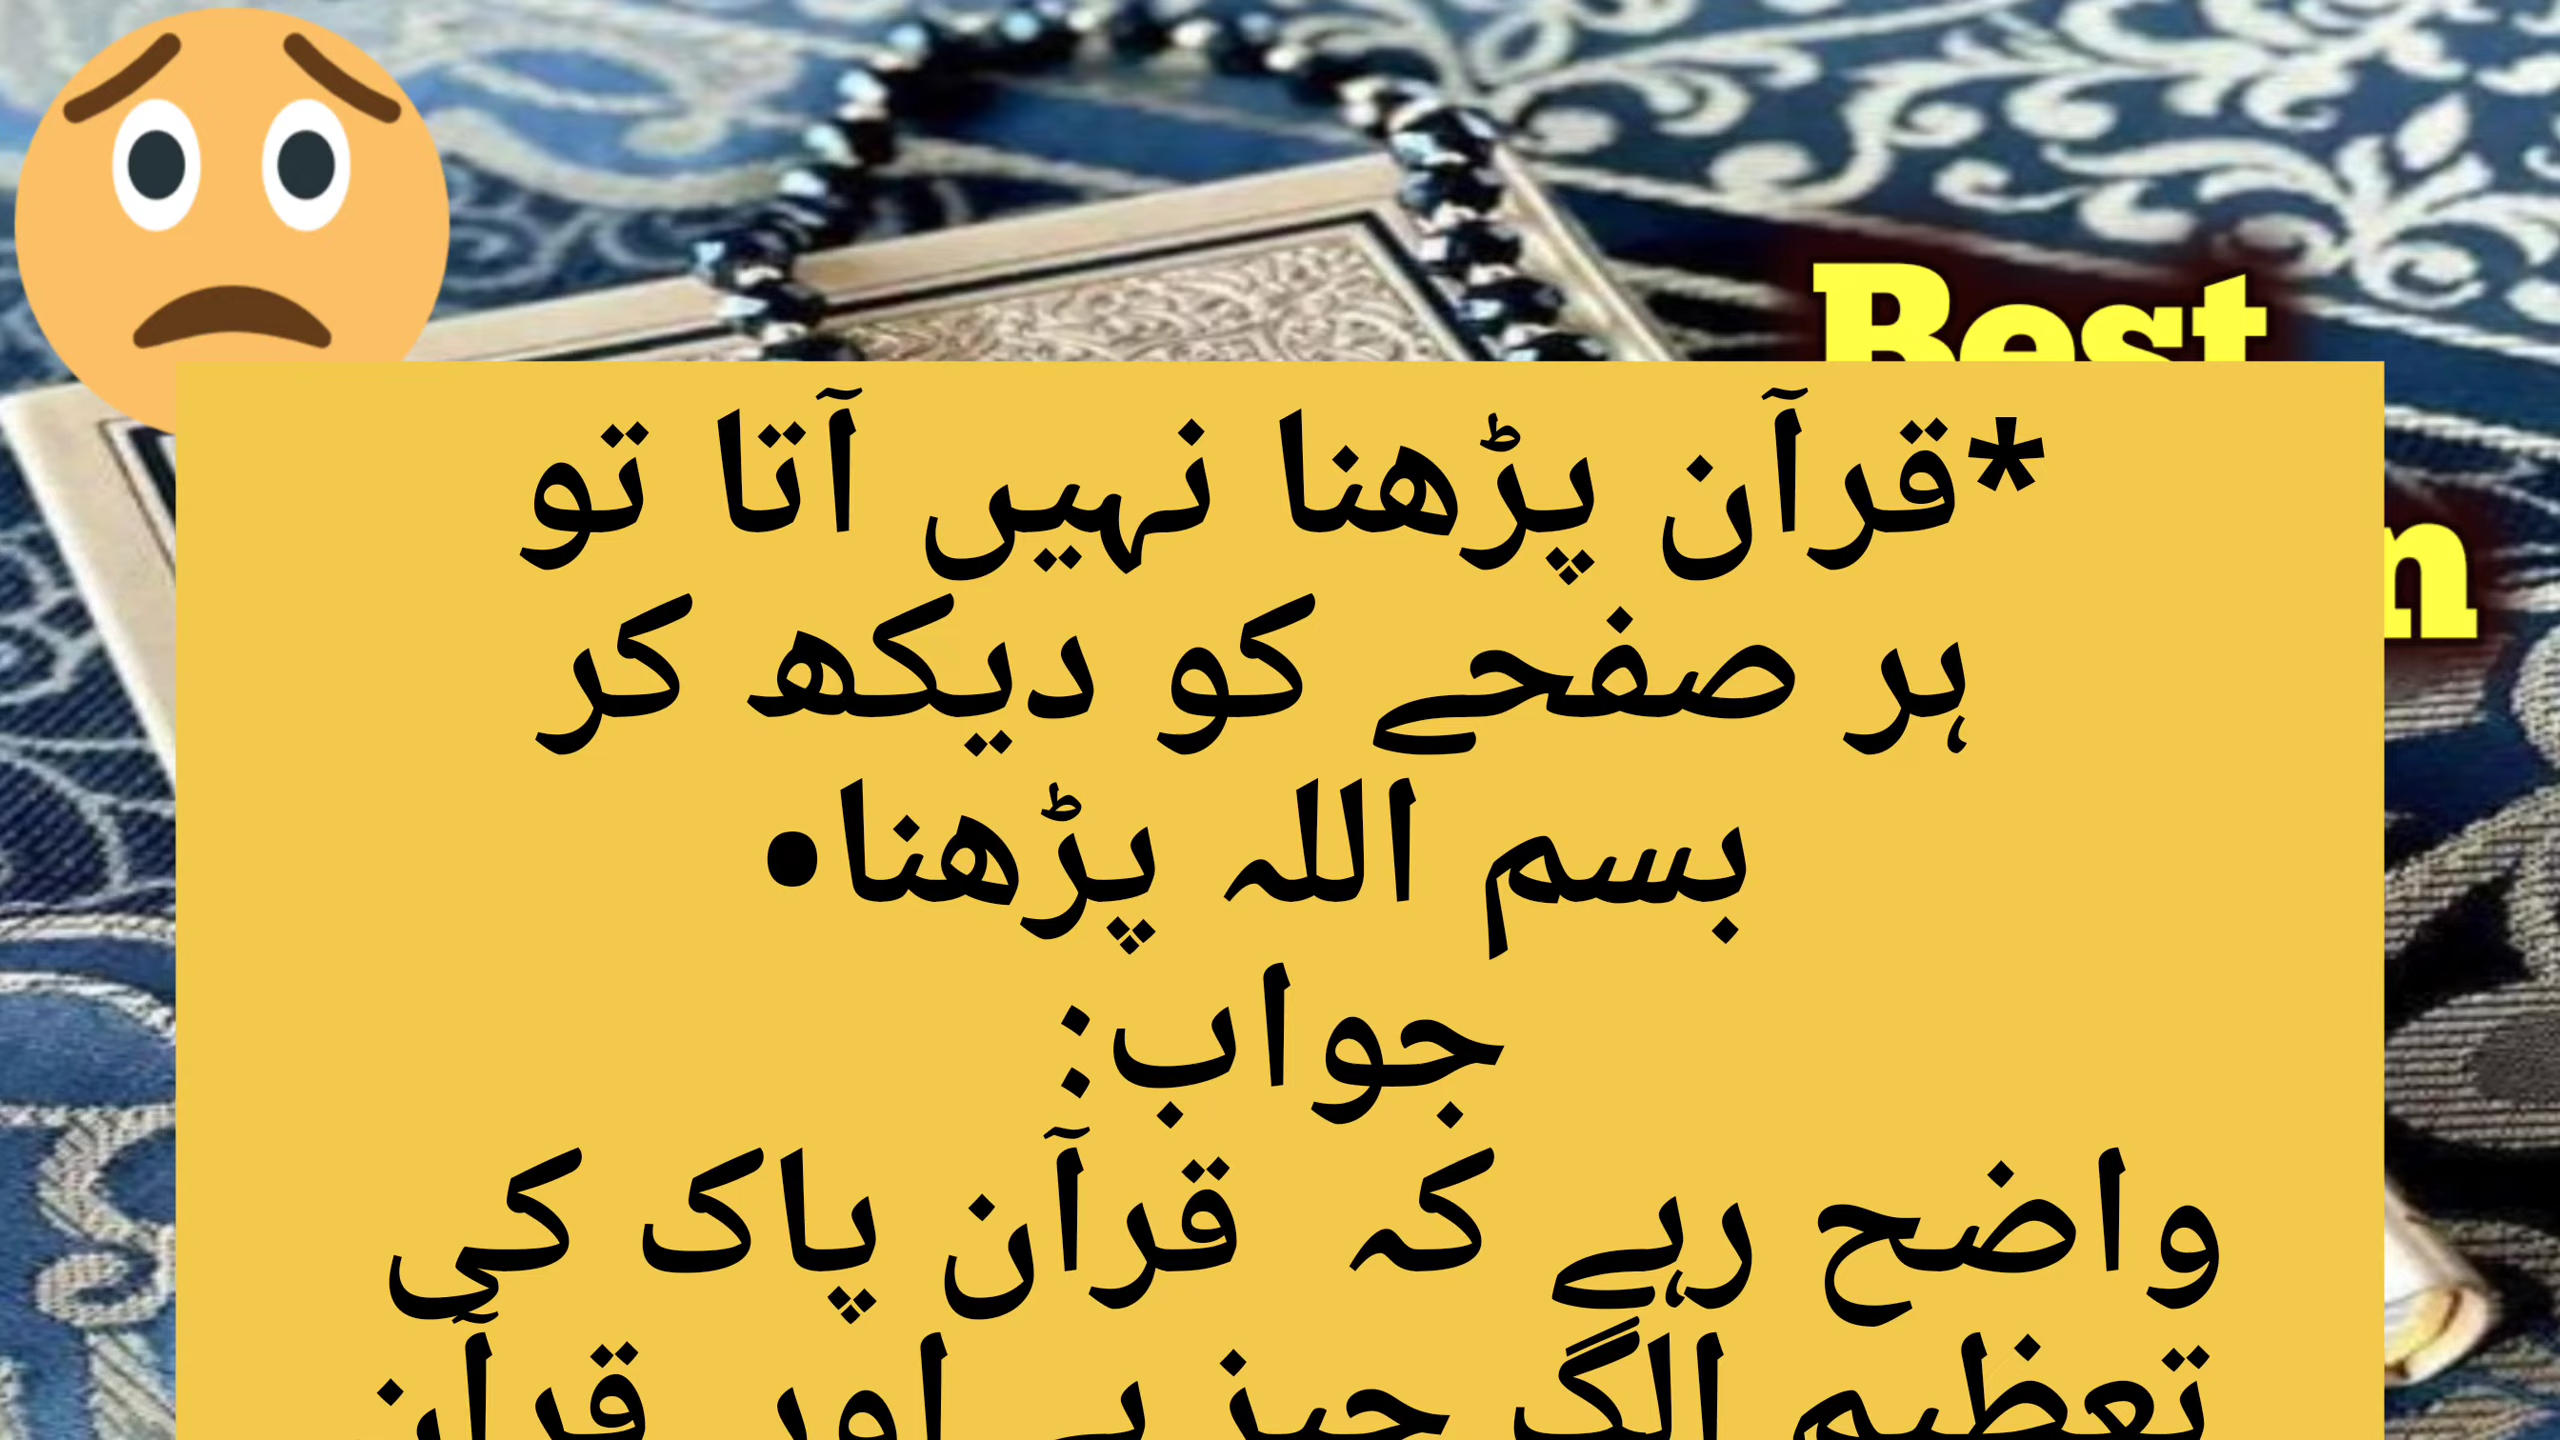 Best
n
*قرآن پڑھنا نہیں آتا تو
ہر صفحے کو دیکھ کر
بسم اللہ پڑھنا•
جواب:
واضح رہے کہ قرآن پاک کی
تعظیم الگ چیز ہے اور قرآن